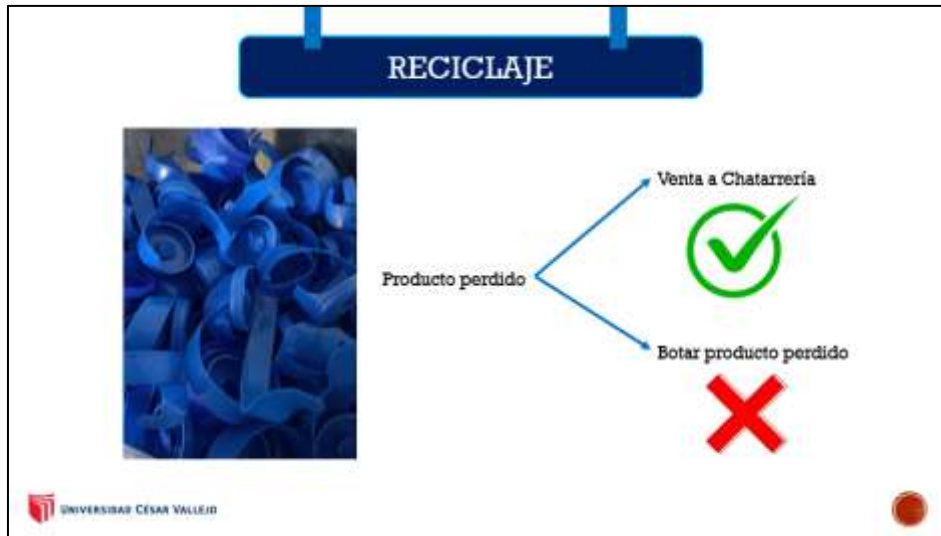 RECICLAJE
Venta a Chatarrería
Producto perdido
Botar producto perdido
UNIVERSIDAD CÉSAR VALLEJO